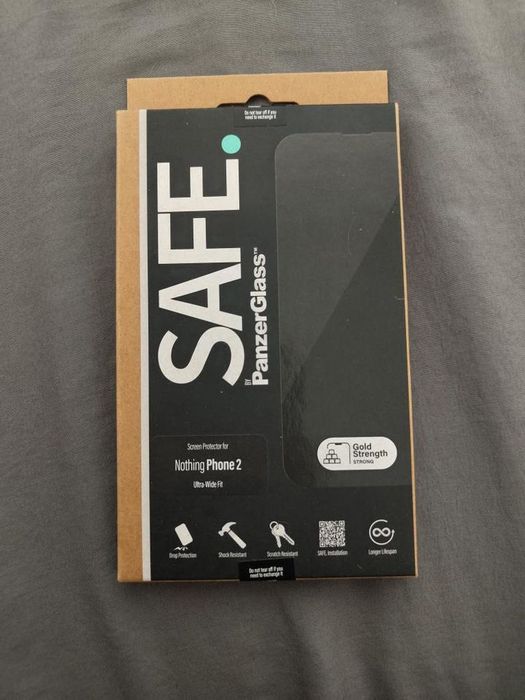 Do not tear off if you
need to exchange it
SAFE.
BY PanzerGlass™
Gold
Strength
STRONG
Screen Protector for
Nothing Phone 2
Ultra-Wide Fit
Drop Protection
Shock Resistant
Scratch Resistant
SAFE. Installation
Longer Lifespan
Do not tear off if you
need to exchange it